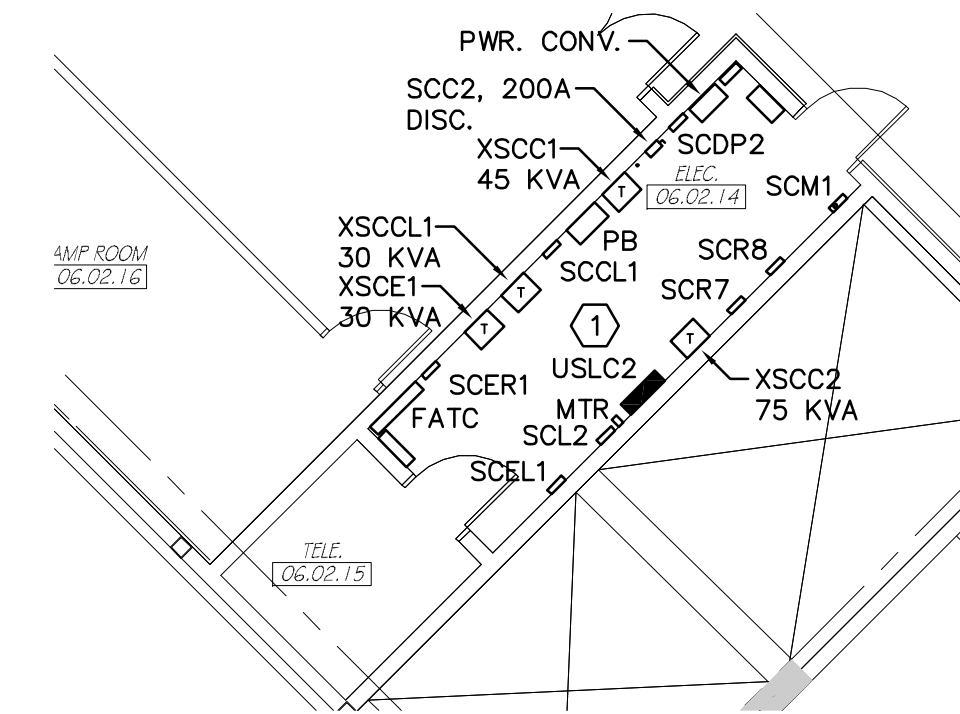 PWR. CONV.
SCC2, 200A
DISC.
SCDP2
XSCC1
45 KVA
ELEC.
06.02.14
SCM1
XSCCL1
30 KVA
PB
SCCL1
SCR8
AMP ROOM
06.02.16
XSCE1
30 KVA
SCR7
T
T
T
T
1
USLC2
XSCC2
75 KVA
SCER1
FATC
MTR
SCL2
SCEL1
TELE.
06.02.15